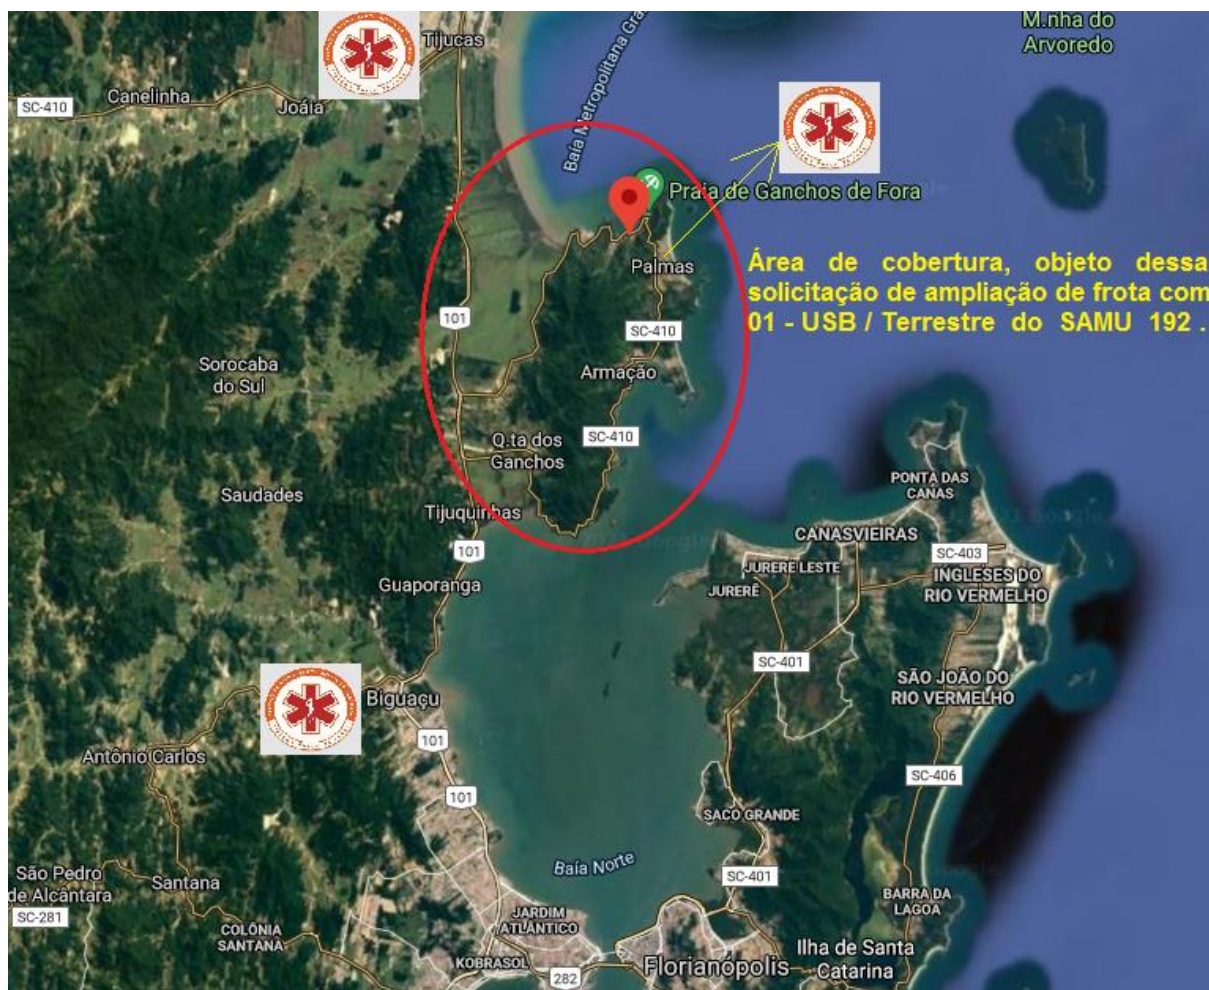 M.nha do
Arvoredo
Tijucas
Canelinha
SC-410
Joáia
Baía Metropolitana Gra
Praia de Ganchos de Fora
Palmas
Área de cobertura, objeto dessa
solicitação de ampliação de frota com
01 - USB / Terrestre do SAMU 192 .
101
SC-410
Sorocaba
do Sul
Armação
SC-410
Q.ta dos
Ganchos
Saudades
PONTA DAS
CANAS
Tijuquinhas
101
CANASVIEIRAS
SC-403
JURERE LESTE
INGLESES DO
RIO VERMELHO
Guaporanga
JURERÊ
SC-401
SÃO JOÃO DO
RIO VERMELHO
Biguaçu
101
Antônio Carlos
SC-406
101
SACO GRANDE
Baía Norte
São Pedro
de Alcântara
Santana
SC-401
SC-281
BARRA DA
LAGOA
JARDIM
ATLÂNTICO
COLÔNIA
SANTANA
Ilha de Santa
Catarina
KOBRASOL
Florianópolis
282